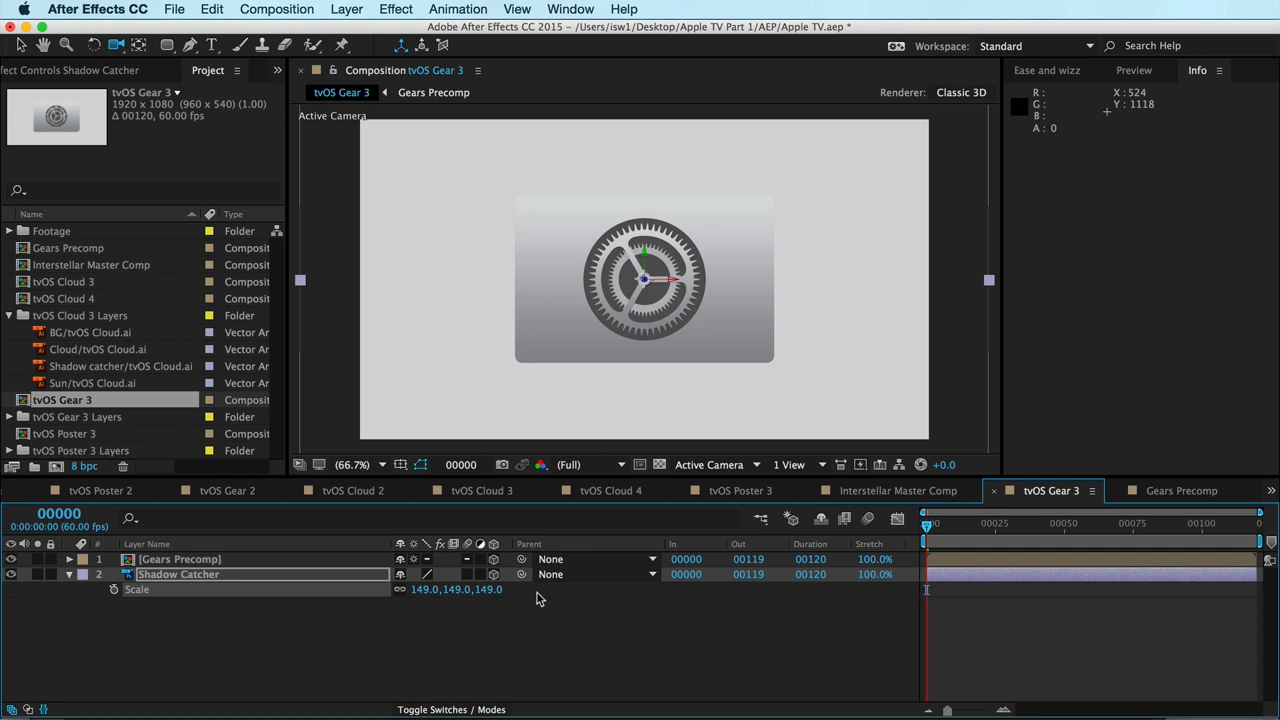 After Effects CC File Edit Composition Layer Effect Animation View Window Help
Adobe After Effects CC 2015 - /Users/isw1/Desktop/Apple TV Part 1/AEP/Apple TV.aep *
Workspace: Standard Search Help
fect Controls Shadow Catcher Project Composition tvOS Gear 3 Ease and wizz Preview Info
tvOS Gear 3 Gears Precomp Renderer: Classic 3D
tvOS Gear 3
1920 x 1080 (960 x 540) (1.00)
Δ 00120, 60.00 fps
R: X : 524
G: Y : 1118
B:
A : 0
Active Camera
Name Type
Footage Folder
Gears Precomp Composit
Interstellar Master Comp Composit
tvOS Cloud 3 Composit
tvOS Cloud 4 Composit
tvOS Cloud 3 Layers Folder
BG/tvOS Cloud.ai Vector Ar
Cloud/tvOS Cloud.ai Vector Ar
Shadow catcher/tvOS Cloud.ai Vector Ar
Sun/tvOS Cloud.ai Vector Ar
tvOS Gear 3 Composit
tvOS Gear 3 Layers Folder
tvOS Poster 3 Composit
tvOS Poster 3 Layers Folder
8 bpc (66.7%) 00000 (Full) Active Camera 1 View +0.0
tvOS Poster 2 tvOS Gear 2 tvOS Cloud 2 tvOS Cloud 3 tvOS Cloud 4 tvOS Poster 3 Interstellar Master Comp tvOS Gear 3 Gears Precomp
00000
0:00:00:00 (60.00 fps)
00025 00050 00075 00100
Layer Name Parent In Out Duration Stretch
1 [Gears Precomp] None 00000 00119 00120 100.0%
2 Shadow Catcher None 00000 00119 00120 100.0%
Scale 149.0,149.0,149.0
Toggle Switches / Modes